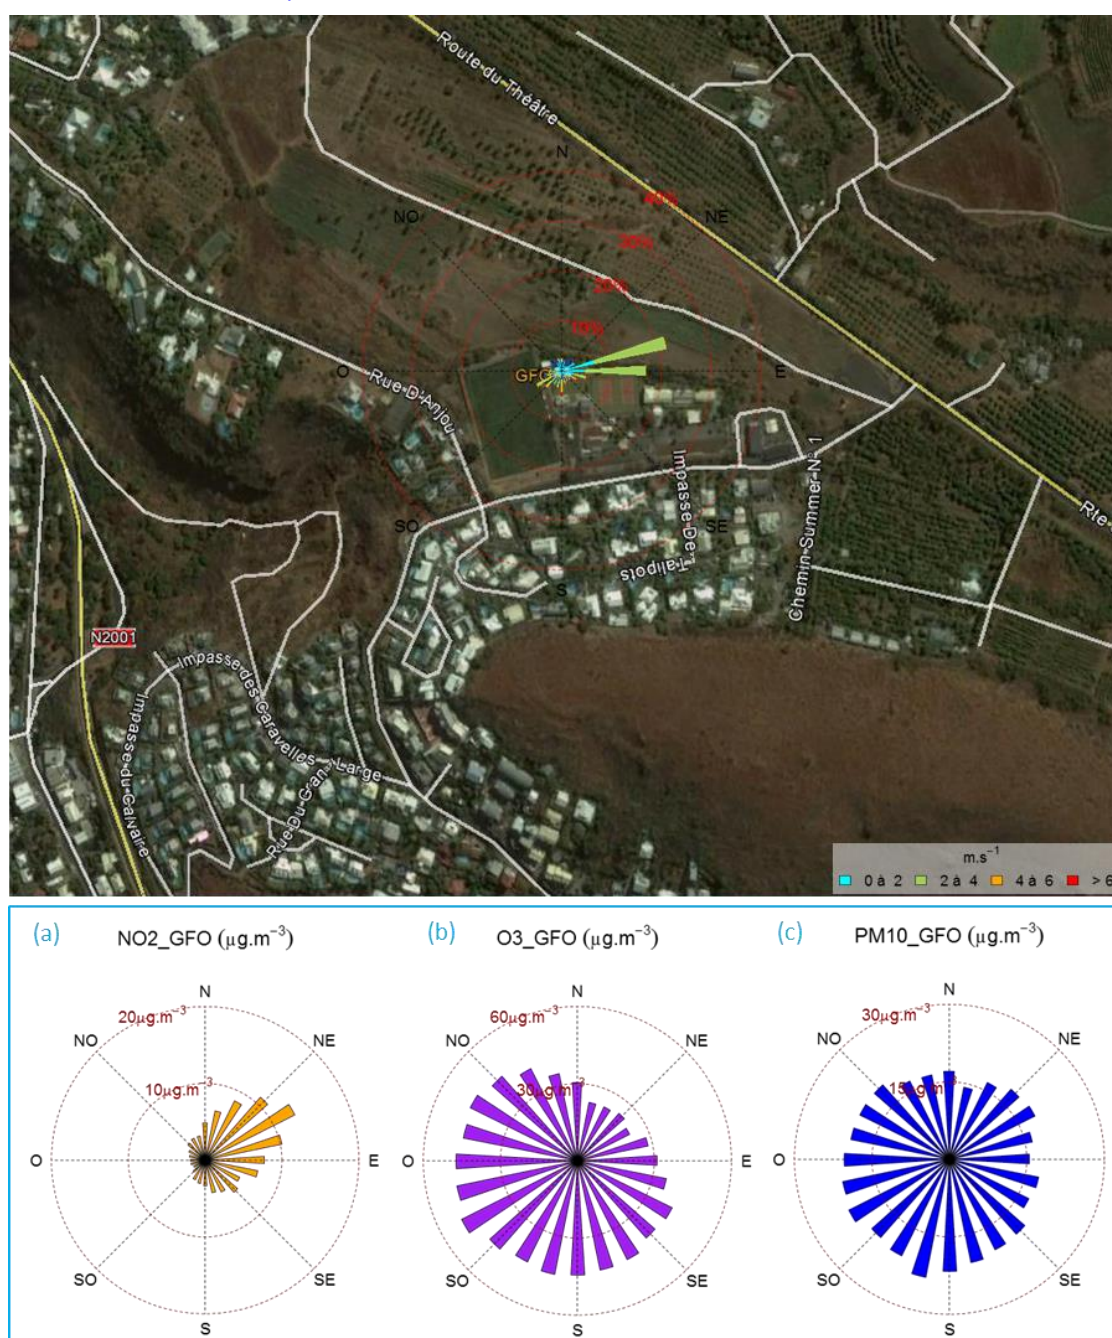 Route du Théâtre
N
NO
NE
40%
30%
20%
10%
O
GFO
E
Rue D'Anjou
SO
SE
S
Impasse De
Talipots
Chemin Summer N° 1
Rte
N2001
Impasse des Caravelles
Impasse du Calvaire
Rue Du Grand Large
m.s⁻¹
0 à 2
2 à 4
4 à 6
> 6
(a)
NO2_GFO (µg.m⁻³)
N
20µg.m⁻³
NO
NE
10µg.m⁻³
O
E
SO
SE
S
(b)
O3_GFO (µg.m⁻³)
N
60µg.m⁻³
NO
NE
30µg.m⁻³
O
E
SO
SE
S
(c)
PM10_GFO (µg.m⁻³)
N
30µg.m⁻³
NO
NE
15µg.m⁻³
O
E
SO
SE
S